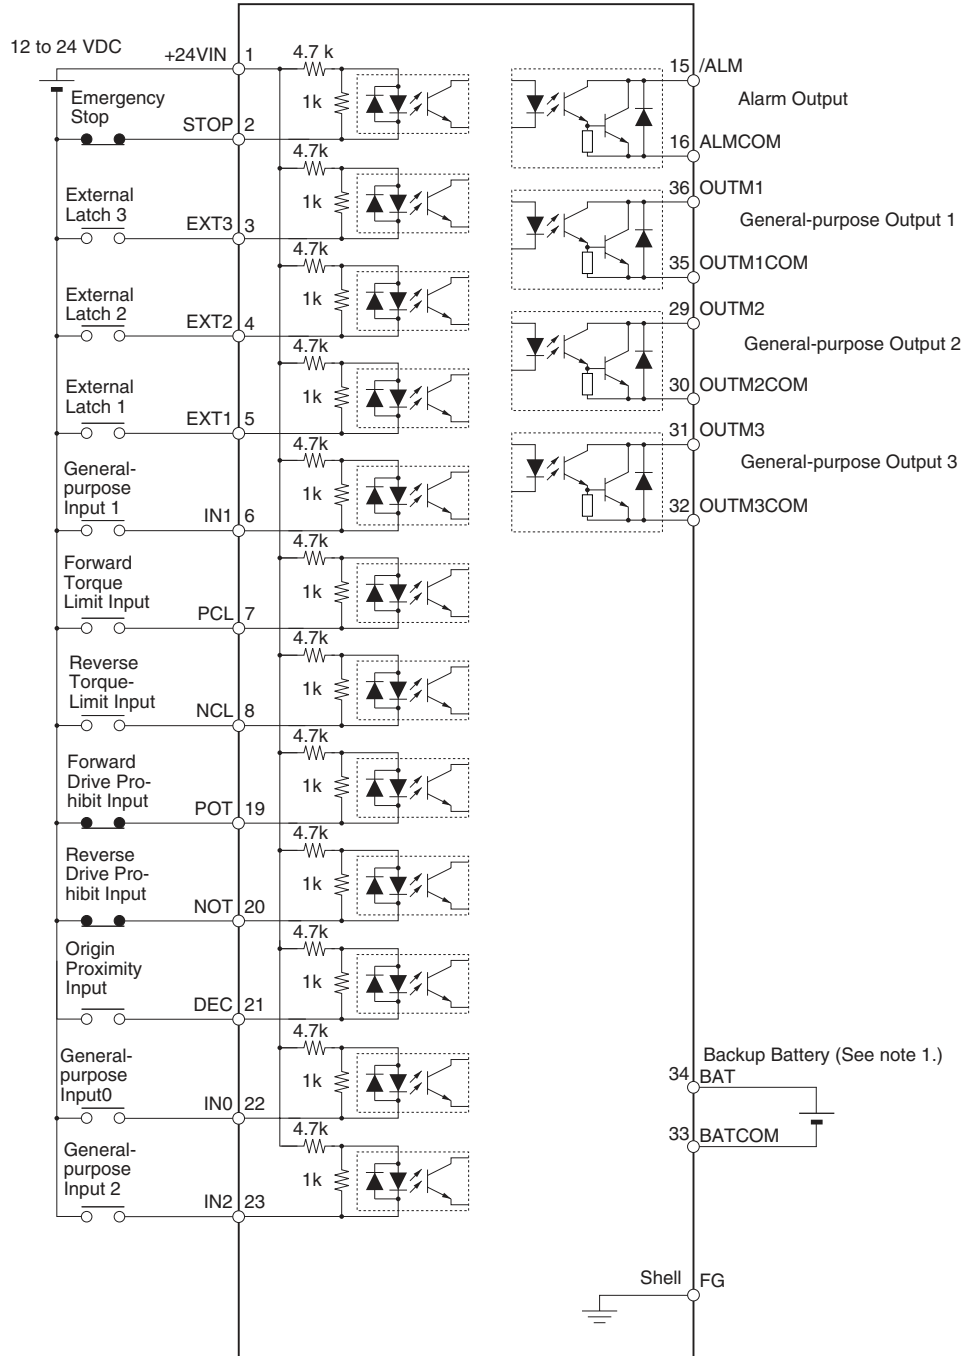 12 to 24 VDC
+24VIN 1
4.7 k
1k
Emergency
Stop
STOP 2
4.7k
1k
External
Latch 3
EXT3 3
4.7k
1k
External
Latch 2
EXT2 4
4.7k
1k
External
Latch 1
EXT1 5
4.7k
1k
General-
purpose
Input 1
IN1 6
4.7k
1k
Forward
Torque
Limit Input
PCL 7
4.7k
1k
Reverse
Torque-
Limit Input
NCL 8
4.7k
1k
Forward
Drive Pro-
hibit Input
POT 19
4.7k
1k
Reverse
Drive Pro-
hibit Input
NOT 20
4.7k
1k
Origin
Proximity
Input
DEC 21
4.7k
1k
General-
purpose
Input0
IN0 22
4.7k
1k
General-
purpose
Input 2
IN2 23
15 /ALM
Alarm Output
16 ALMCOM
36 OUTM1
General-purpose Output 1
35 OUTM1COM
29 OUTM2
General-purpose Output 2
30 OUTM2COM
31 OUTM3
General-purpose Output 3
32 OUTM3COM
Backup Battery (See note 1.)
34 BAT
33 BATCOM
Shell FG